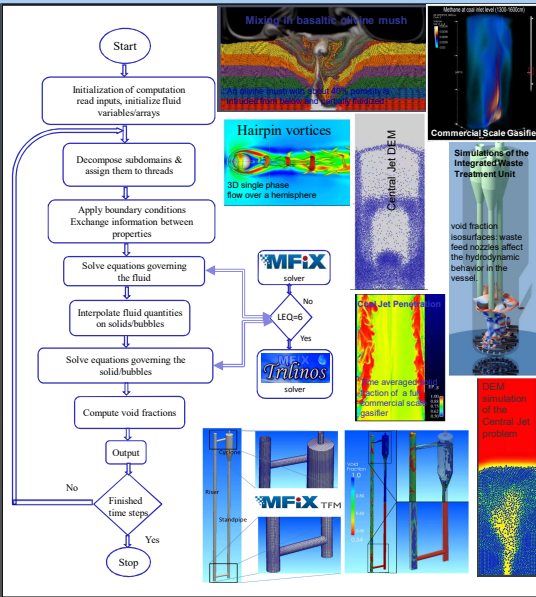 Start
Initialization of computation
read inputs, initialize fluid
variables/arrays
Decompose subdomains &
assign them to threads
Apply boundary conditions
Exchange information between
properties
Solve equations governing
the fluid
Interpolate fluid quantities
on solids/bubbles
Solve equations governing the
solid/bubbles
Compute void fractions
Output
No
Finished
time steps
Yes
Stop
MFiX
solver
No
LEQ=6
Yes
MFiX
Trilinos
solver
Mixing in basaltic olivine mush
An olivine mush with about 40% porosity is
intruded from below and partially fluidized
Methane at coal inlet level (1300-1600cm)
Commercial Scale Gasifier
Hairpin vortices
3D single phase
flow over a hemisphere
Central Jet DEM
Simulations of the
Integrated Waste
Treatment Unit
void fraction
isosurfaces: waste
feed nozzles affect
the hydrodynamic
behavior in the
vessel.
Coal Jet Penetration
Time averaged void
fraction of a full
commercial scale
gasifier
DEM
simulation
of the
Central Jet
problem
Cyclone
Riser
Standpipe
MFiX TFM
Void
Fraction
1.0